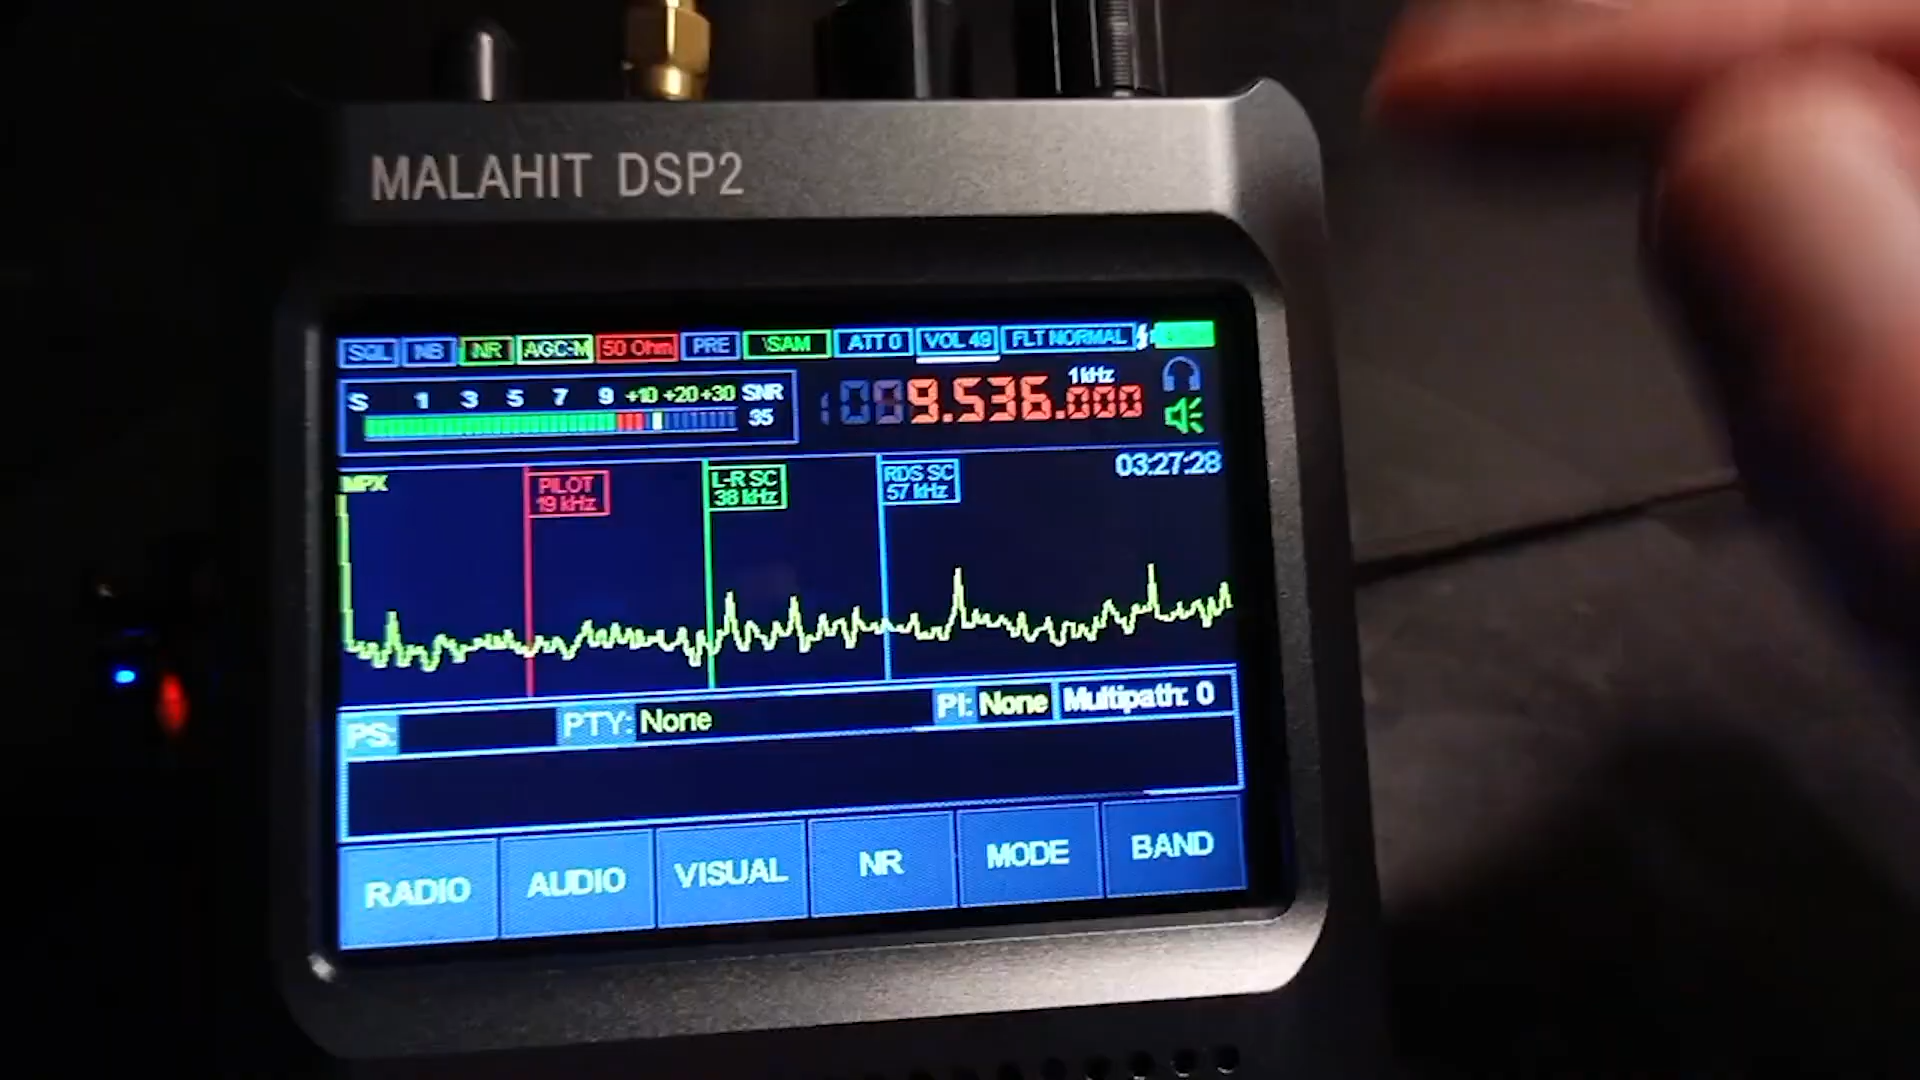 MALAHIT DSP2
SQL NB NR AGC-M 50 Ohm PRE \SAM ATT 0 VOL 49 FLT NORMAL
S 1 3 5 7 9 +10 +20 +30 SNR
35
1kHz
9.536.000
03:27:28
MPX
PILOT
19 kHz
L-R SC
38 kHz
RDS SC
57 kHz
PS: PTY: None PI: None Multipath: 0
RADIO AUDIO VISUAL NR MODE BAND